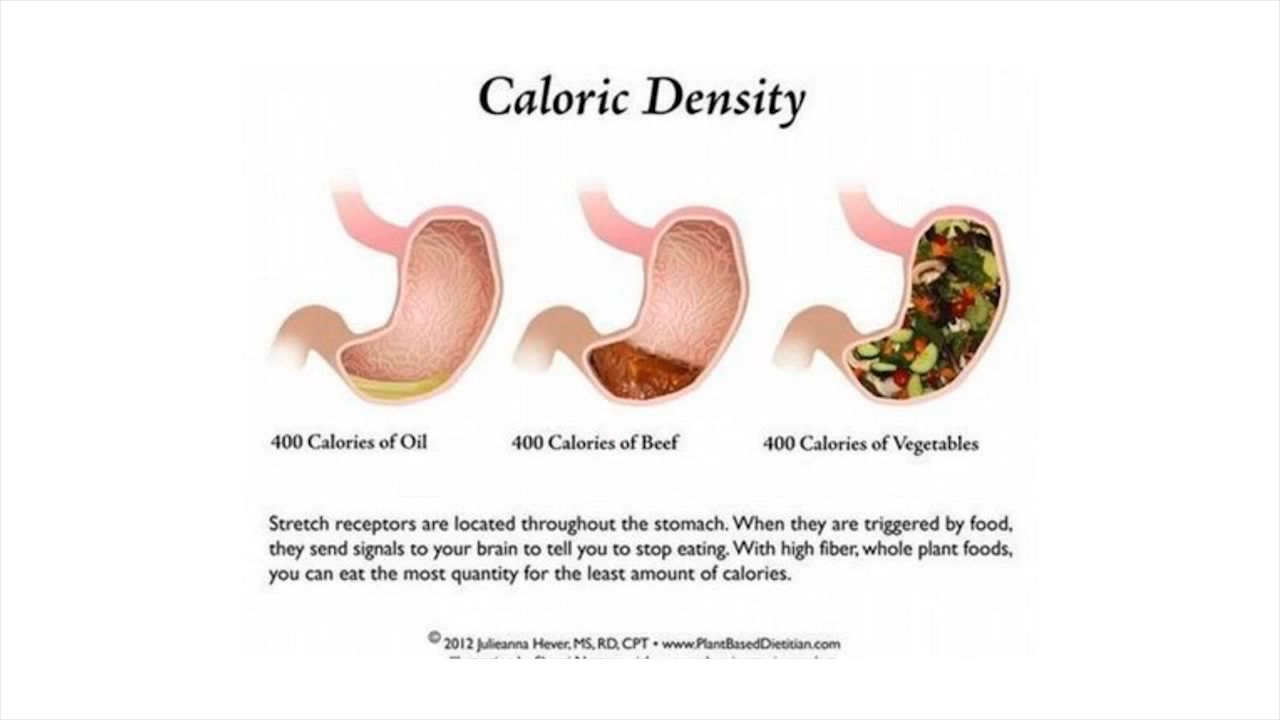 Caloric Density
400 Calories of Oil
400 Calories of Beef
400 Calories of Vegetables
Stretch receptors are located throughout the stomach. When they are triggered by food,
they send signals to your brain to tell you to stop eating. With high fiber, whole plant foods,
you can eat the most quantity for the least amount of calories.
© 2012 Julieanna Hever, MS, RD, CPT • www.PlantBasedDietitian.com